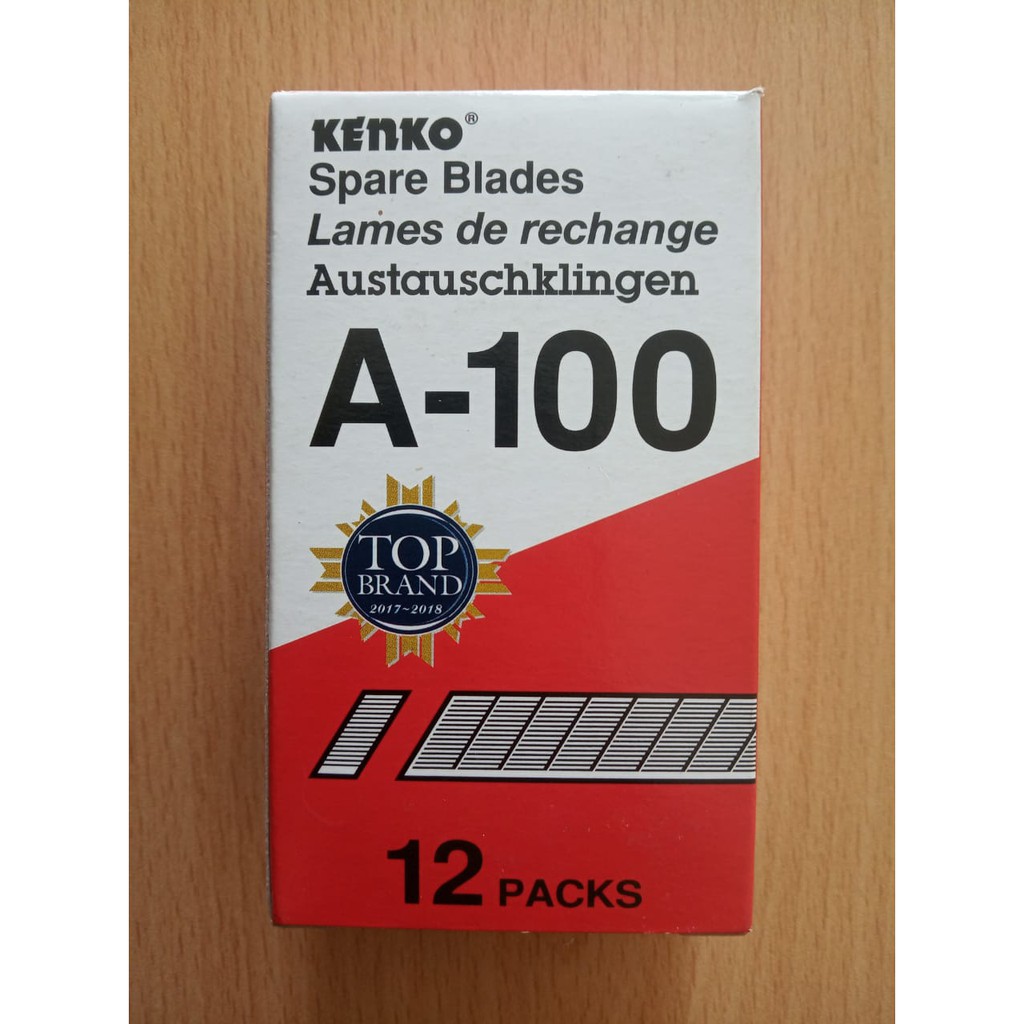 KENKO®
Spare Blades
Lames de rechange
Austauschklingen
A-100
TOP
BRAND
2017~2018
12 PACKS